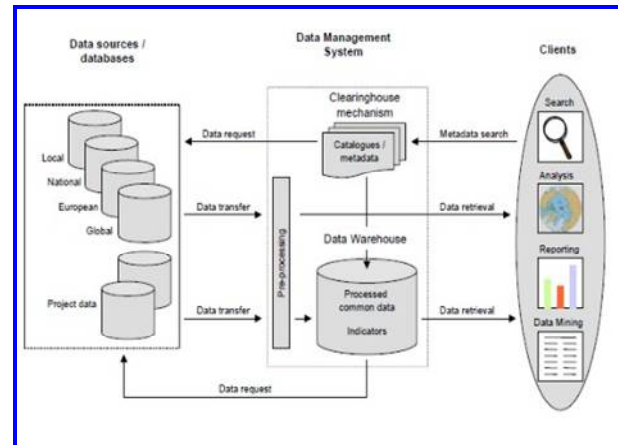 Data sources /
databases
Data Management
System
Clients
Clearinghouse
mechanism
Search
Data request
Catalogues /
metadata
Metadata search
Local
National
European
Global
Analysis
Data transfer
Data retrieval
Pre-processing
Data Warehouse
Reporting
Project data
Data transfer
Processed
common data
Indicators
Data retrieval
Data Mining
Data request